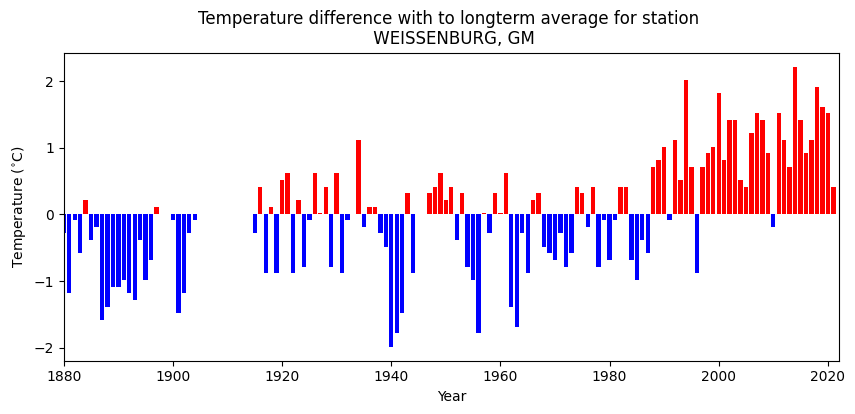 Temperature difference with to longterm average for station
WEISSENBURG, GM
Temperature (°C)
2
1
0
−1
−2
1880 1900 1920 1940 1960 1980 2000 2020
Year